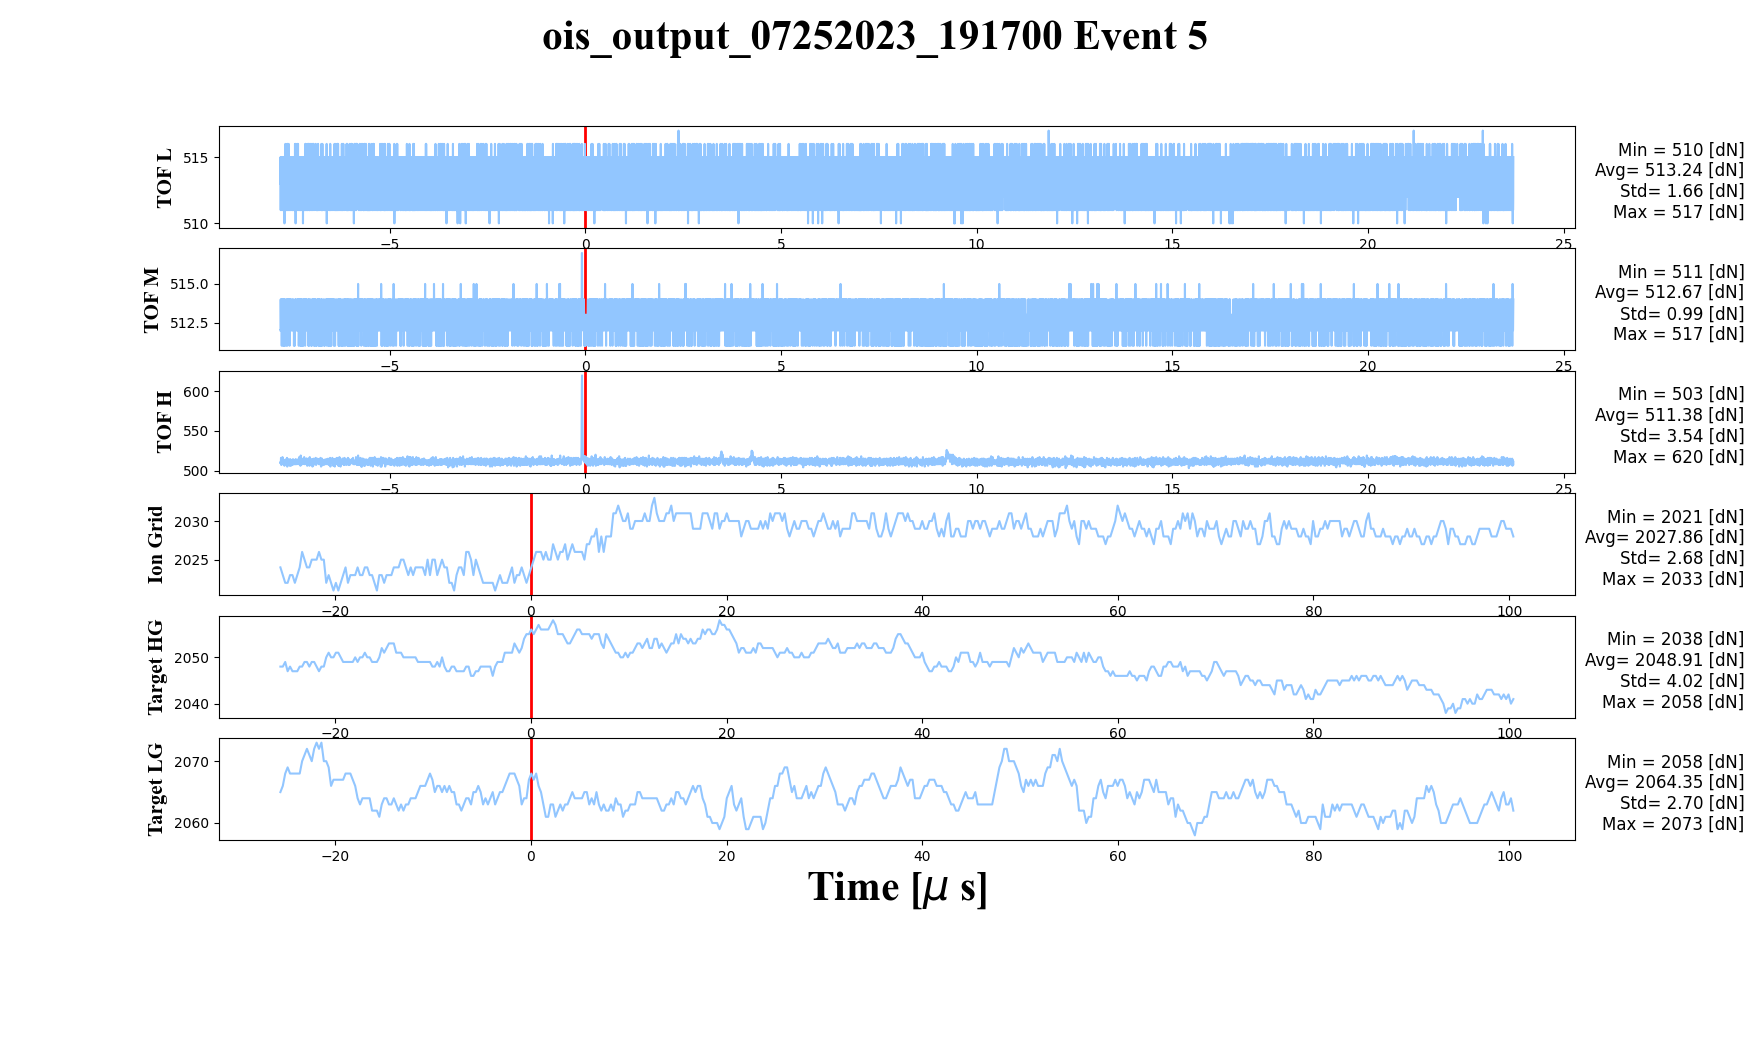 ois_output_07252023_191700 Event 5
TOF L
515
510
−5
0
5
10
15
20
25
Min = 510 [dN]
Avg= 513.24 [dN]
Std= 1.66 [dN]
Max = 517 [dN]
TOF M
515.0
512.5
−5
0
5
10
15
20
25
Min = 511 [dN]
Avg= 512.67 [dN]
Std= 0.99 [dN]
Max = 517 [dN]
TOF H
600
550
500
−5
0
5
10
15
20
25
Min = 503 [dN]
Avg= 511.38 [dN]
Std= 3.54 [dN]
Max = 620 [dN]
Ion Grid
2030
2025
−20
0
20
40
60
80
100
Min = 2021 [dN]
Avg= 2027.86 [dN]
Std= 2.68 [dN]
Max = 2033 [dN]
Target HG
2050
2040
−20
0
20
40
60
80
100
Min = 2038 [dN]
Avg= 2048.91 [dN]
Std= 4.02 [dN]
Max = 2058 [dN]
Target LG
2070
2060
−20
0
20
40
60
80
100
Min = 2058 [dN]
Avg= 2064.35 [dN]
Std= 2.70 [dN]
Max = 2073 [dN]
Time [μ s]